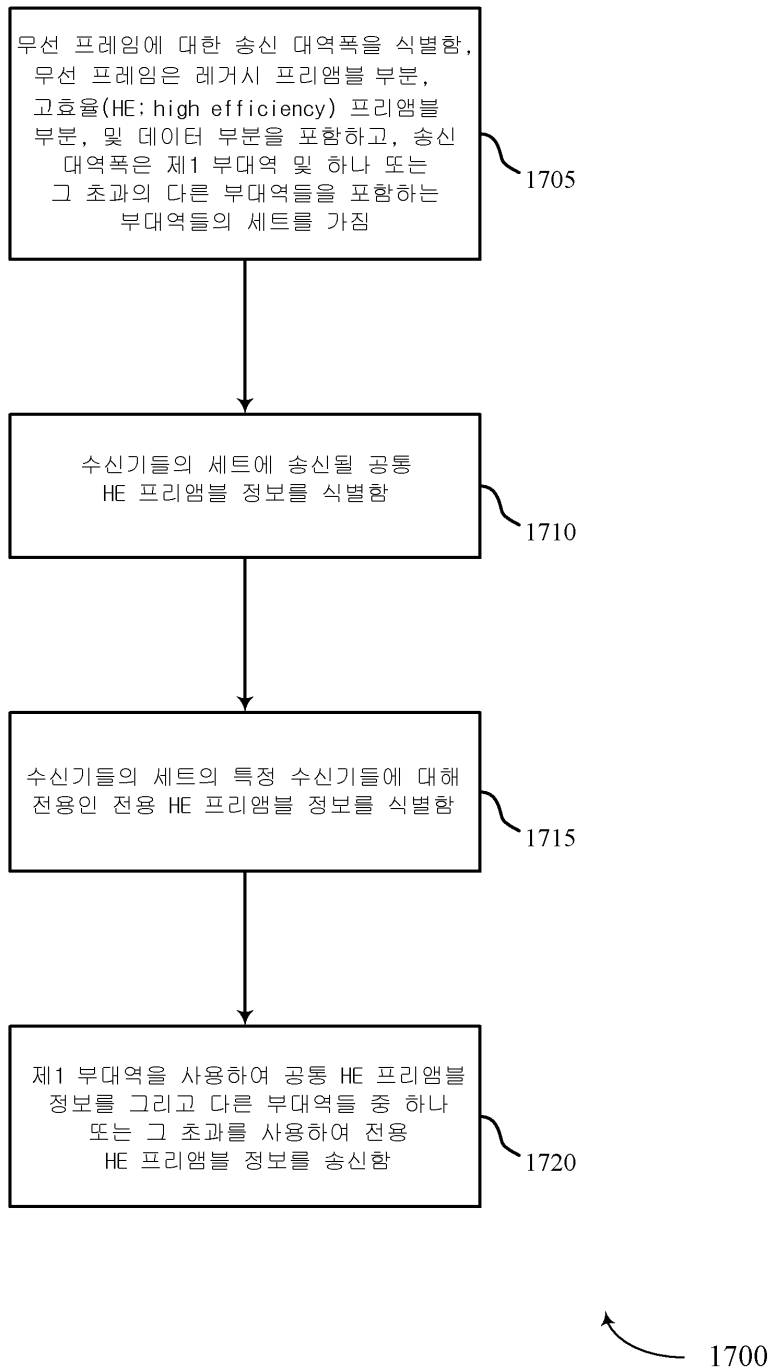 무선 프레임에 대한 송신 대역폭을 식별함,
무선 프레임은 레거시 프리앰블 부분,
고효율(HE; high efficiency) 프리앰블
부분, 및 데이터 부분을 포함하고, 송신
대역폭은 제1 부대역 및 하나 또는
그 초과의 다른 부대역들을 포함하는
부대역들의 세트를 가짐
1705
수신기들의 세트에 송신될 공통
HE 프리앰블 정보를 식별함
1710
수신기들의 세트의 특정 수신기들에 대해
전용인 전용 HE 프리앰블 정보를 식별함
1715
제1 부대역을 사용하여 공통 HE 프리앰블
정보를 그리고 다른 부대역들 중 하나
또는 그 초과를 사용하여 전용
HE 프리앰블 정보를 송신함
1720
1700